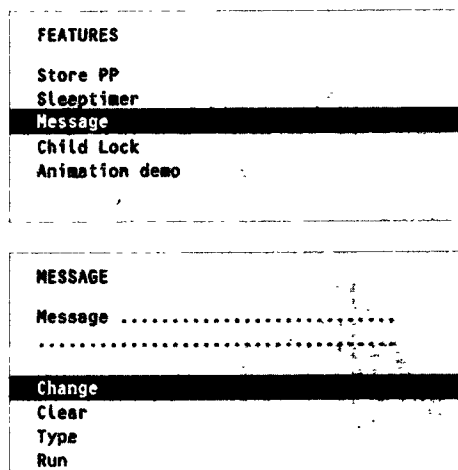 FEATURES
Store PP
Sleeptimer
Message
Child Lock
Animation demo
MESSAGE
Message ..................................
............................................
Change
Clear
Type
Run